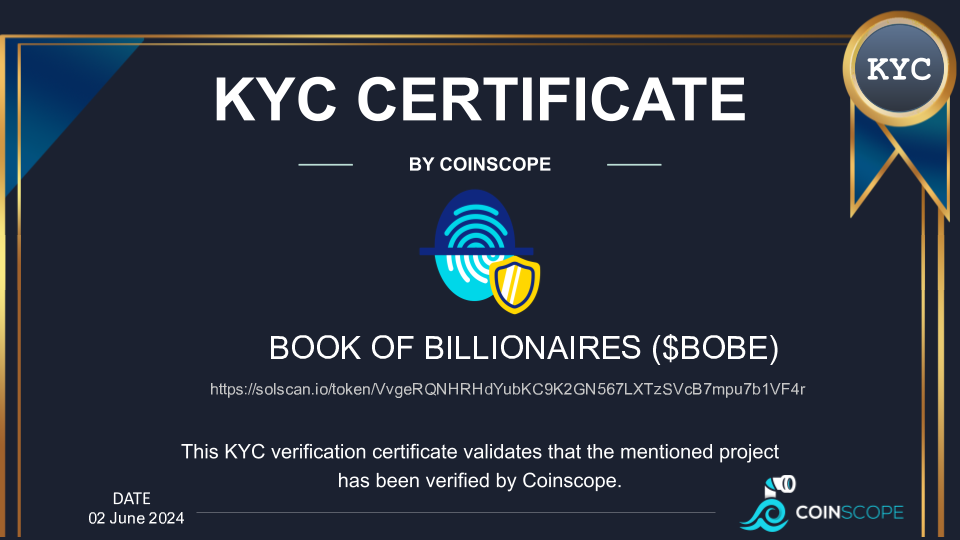 KYC
KYC CERTIFICATE
BY COINSCOPE
BOOK OF BILLIONAIRES ($BOBE)
https://solscan.io/token/VvgeRQNHRHdYubKC9K2GN567LXTzSVcB7mpu7b1VF4r
This KYC verification certificate validates that the mentioned project
has been verified by Coinscope.
DATE
02 June 2024
COINSCOPE